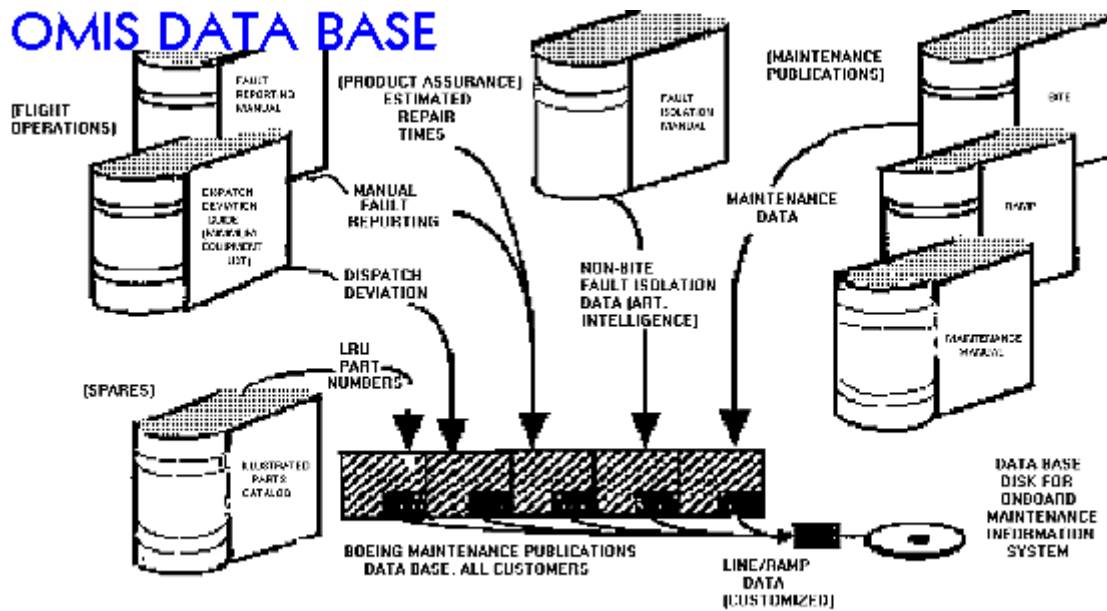 OMIS DATA BASE
FAULT
REPORTING
MANUAL
[FLIGHT
OPERATIONS]
[PRODUCT ASSURANCE]
ESTIMATED
REPAIR
TIMES
FAULT
ISOLATION
MANUAL
[MAINTENANCE
PUBLICATIONS]
BITE
DISPATCH
DEVIATION
GUIDE
(MINIMUM
EQUIPMENT
LIST)
MANUAL
FAULT
REPORTING
MAINTENANCE
DATA
RAMP
DISPATCH
DEVIATION
NON-BITE
FAULT ISOLATION
DATA [ART.
INTELLIGENCE]
MAINTENANCE
MANUAL
LRU
PART
NUMBERS
[SPARES]
ILLUSTRATED
PARTS
CATALOG
BOEING MAINTENANCE PUBLICATIONS
DATA BASE. ALL CUSTOMERS
LINE/RAMP
DATA
[CUSTOMIZED]
DATA BASE
DISK FOR
ONBOARD
MAINTENANCE
INFORMATION
SYSTEM